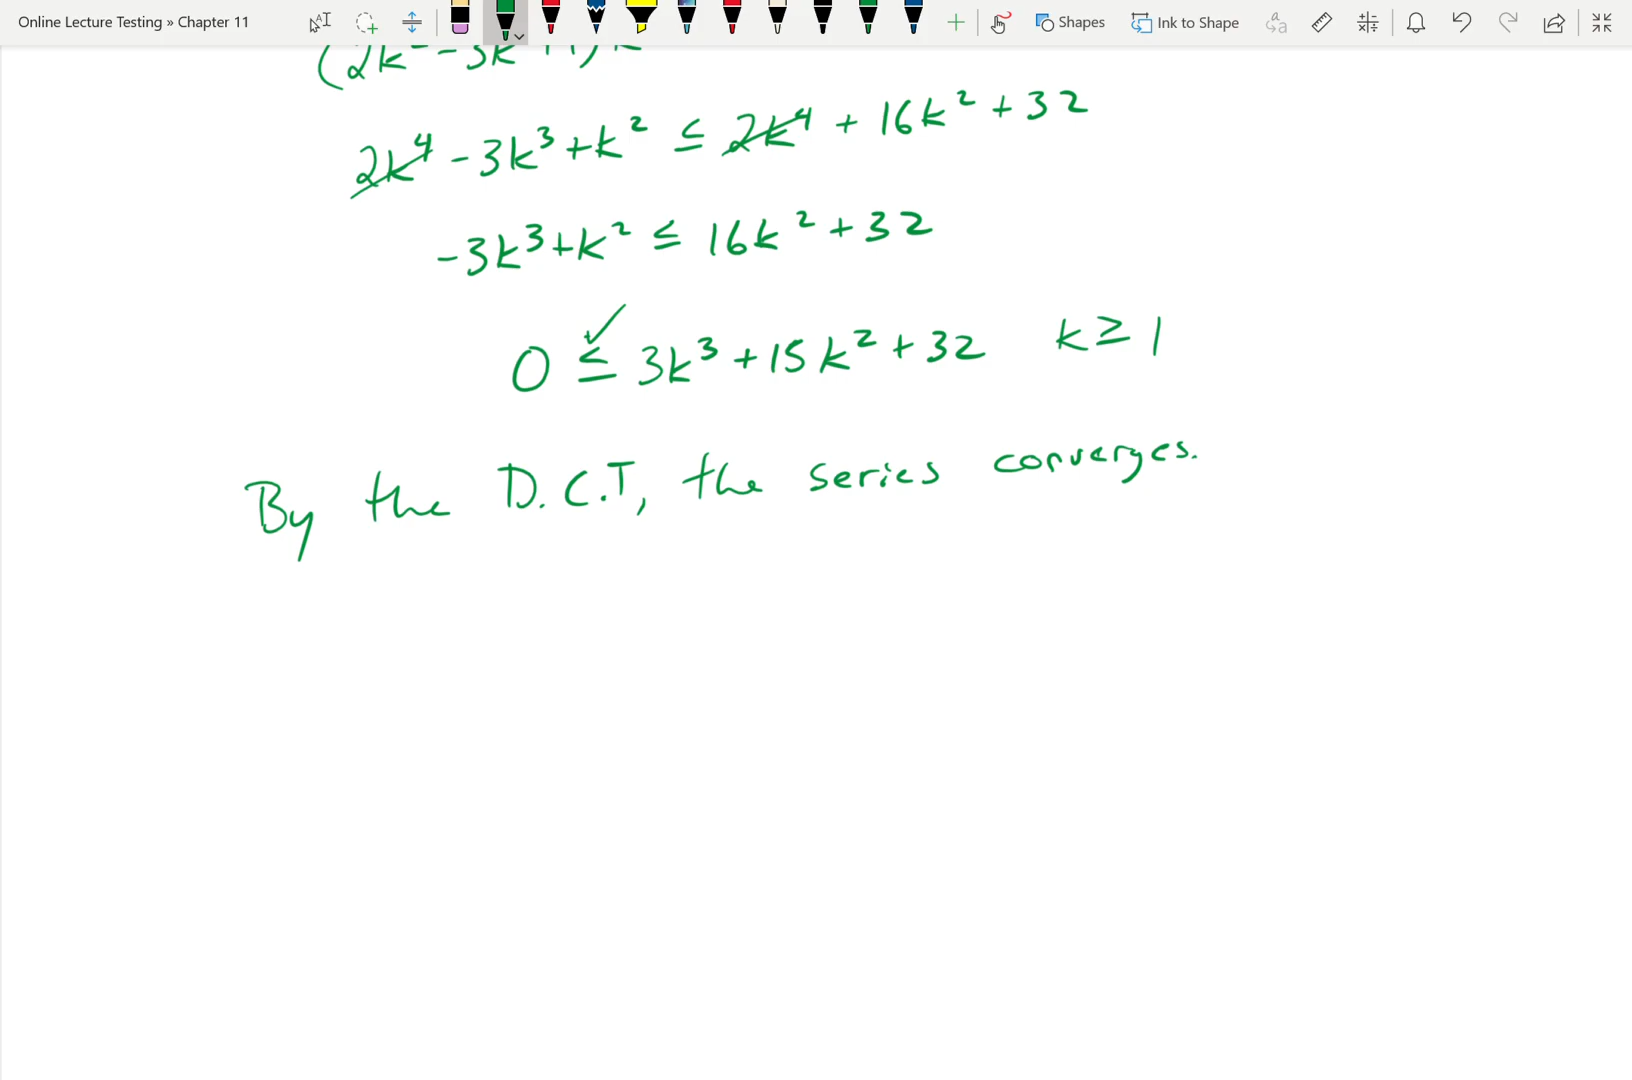 Online Lecture Testing » Chapter 11
Shapes
Ink to Shape
2k⁴ - 3k³ + k² ≤ 2k⁴ + 16k² + 32
-3k³ + k² ≤ 16k² + 32
0 ≤ 3k³ + 15k² + 32 k ≥ 1
By the D.C.T, the series converges.